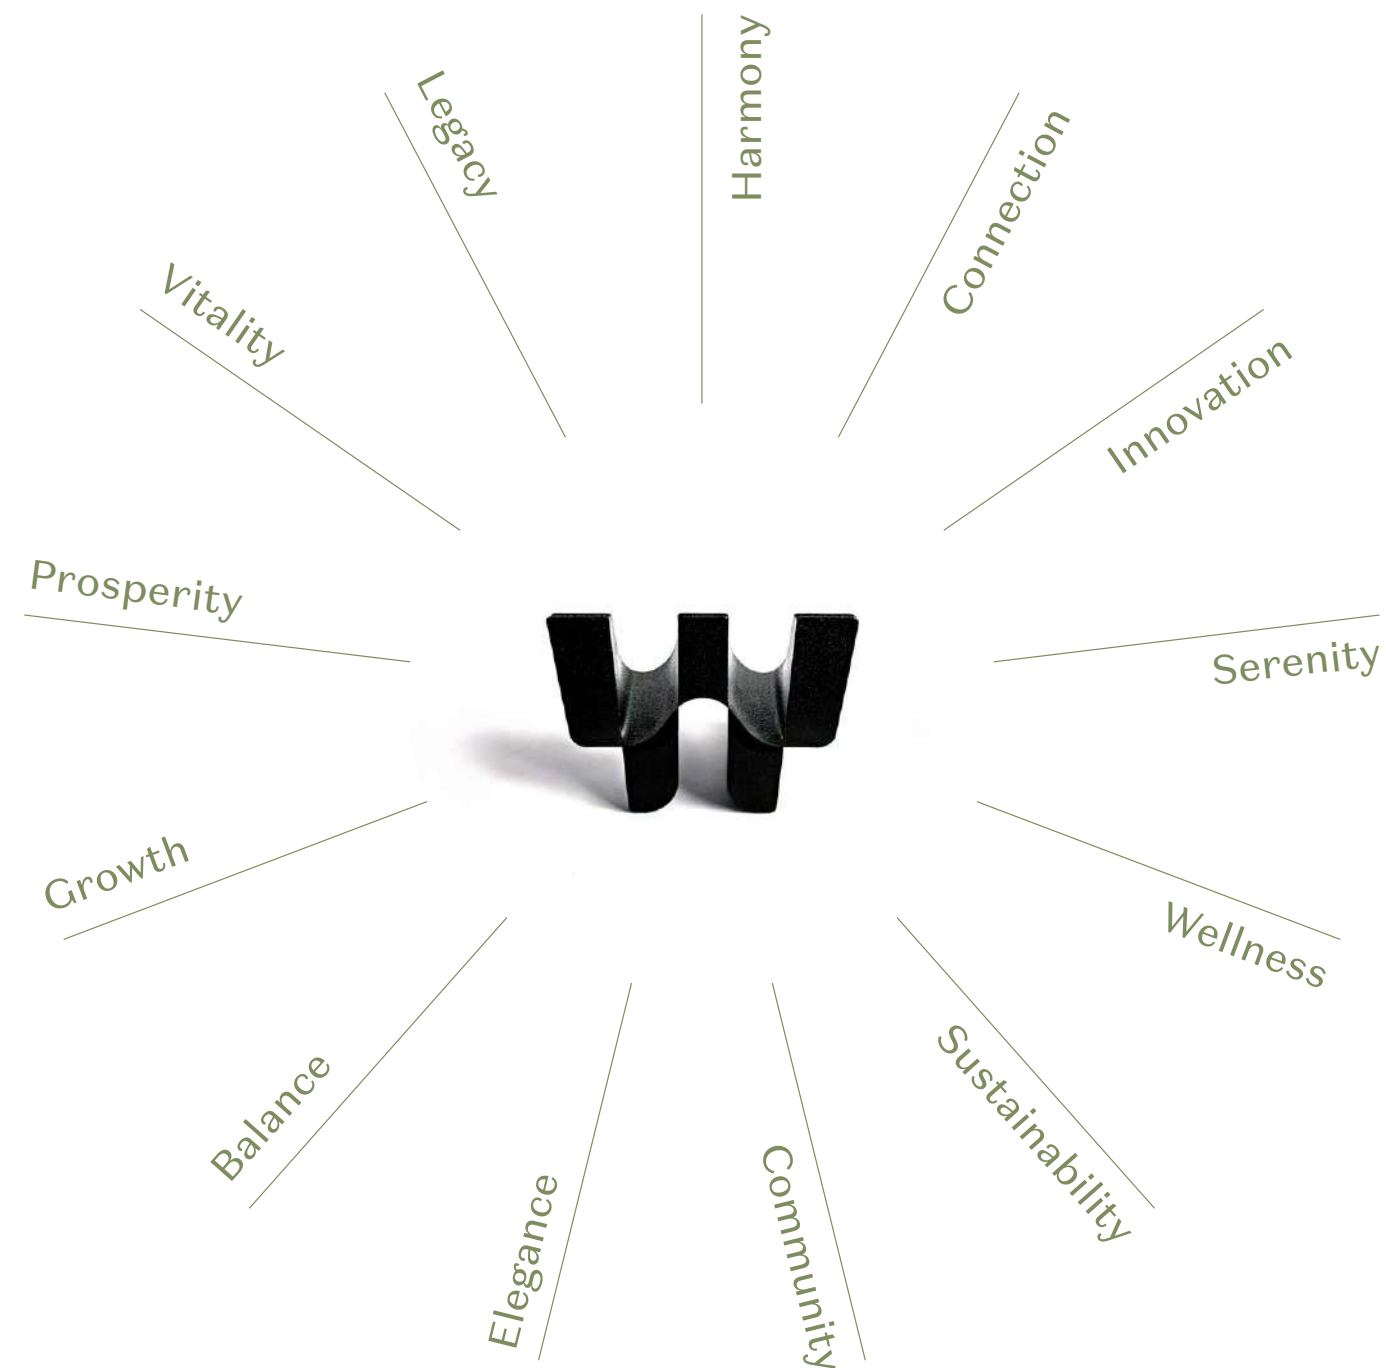 Harmony
Connection
Innovation
Serenity
Wellness
Sustainability
Community
Elegance
Balance
Growth
Prosperity
Vitality
Legacy